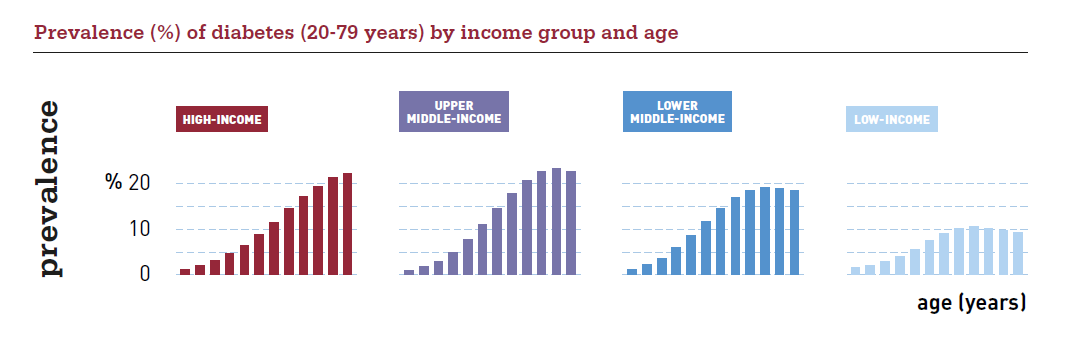 Prevalence (%) of diabetes (20-79 years) by income group and age
prevalence
HIGH-INCOME
UPPER
MIDDLE-INCOME
LOWER
MIDDLE-INCOME
LOW-INCOME
% 20
10
0
age (years)